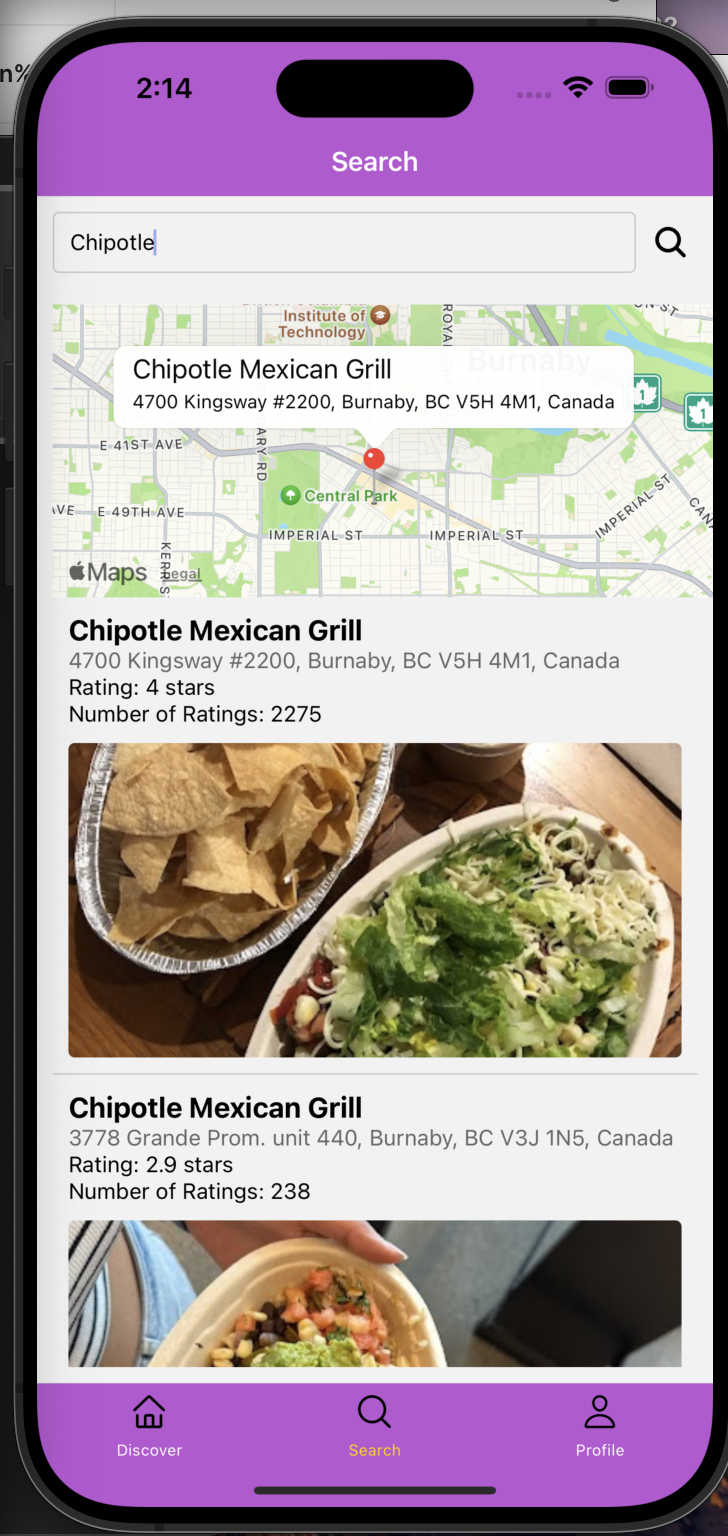 2:14
Search
Chipotle
Institute of
Technology
ROYAL
Burnaby
1
1
Chipotle Mexican Grill
4700 Kingsway #2200, Burnaby, BC V5H 4M1, Canada
E 41ST AVE
ARY RD
Central Park
VE
E 49TH AVE
IMPERIAL ST
IMPERIAL ST
IMPERIAL ST
CAN
KERR S
Maps
Legal
Chipotle Mexican Grill
4700 Kingsway #2200, Burnaby, BC V5H 4M1, Canada
Rating: 4 stars
Number of Ratings: 2275
Chipotle Mexican Grill
3778 Grande Prom. unit 440, Burnaby, BC V3J 1N5, Canada
Rating: 2.9 stars
Number of Ratings: 238
Discover
Search
Profile